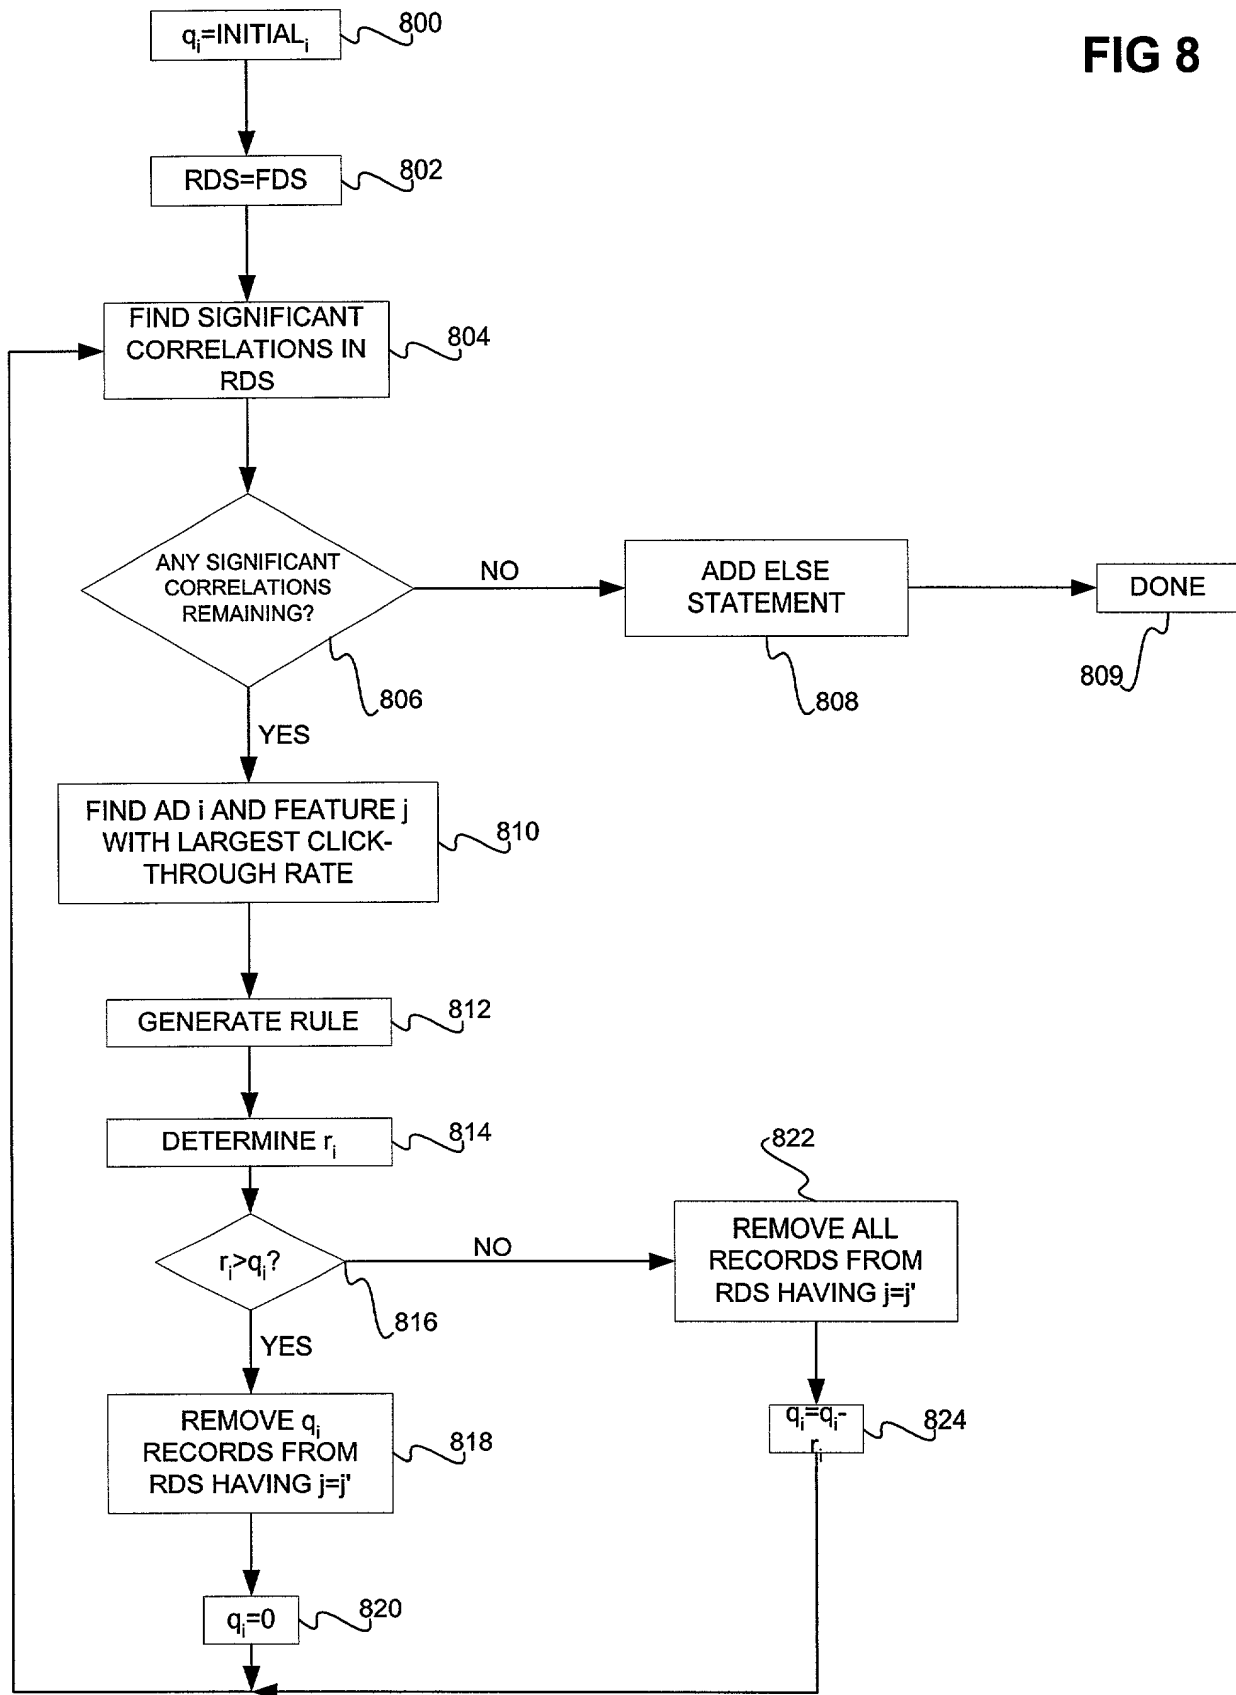 FIG 8
qi=INITIALi
800
RDS=FDS
802
FIND SIGNIFICANT
CORRELATIONS IN
RDS
804
ANY SIGNIFICANT
CORRELATIONS
REMAINING?
806
NO
ADD ELSE
STATEMENT
808
DONE
809
YES
FIND AD i AND FEATURE j
WITH LARGEST CLICK-
THROUGH RATE
810
GENERATE RULE
812
DETERMINE ri
814
ri>qi?
816
NO
822
REMOVE ALL
RECORDS FROM
RDS HAVING j=j'
YES
REMOVE qi
RECORDS FROM
RDS HAVING j=j'
818
qi=qi-
ri
824
qi=0
820